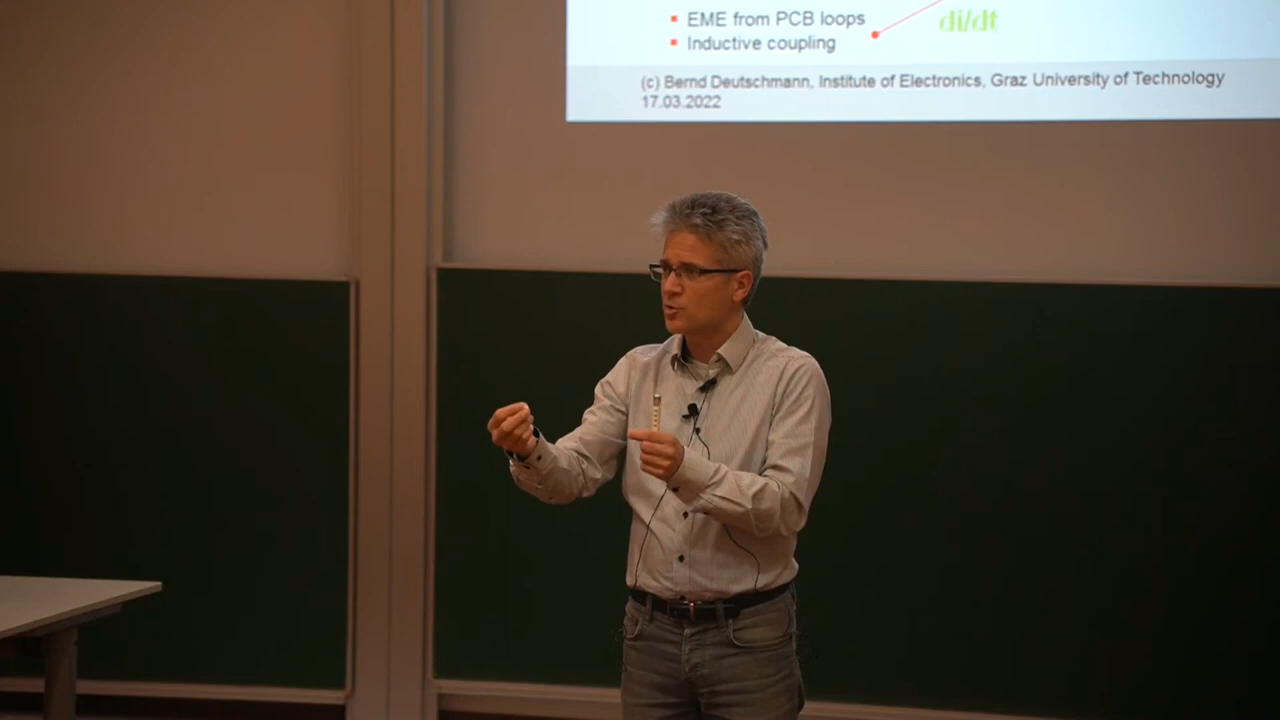 EME from PCB loops
di/dt
Inductive coupling
(c) Bernd Deutschmann, Institute of Electronics, Graz University of Technology
17.03.2022